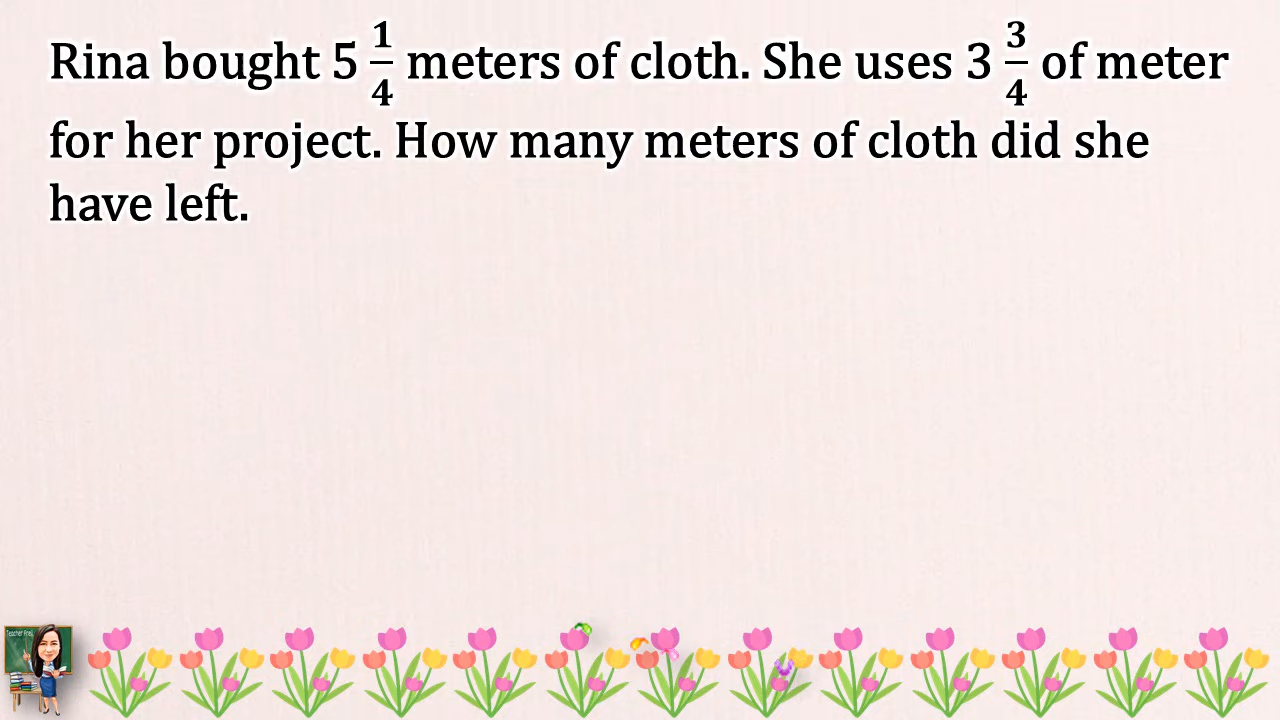 Rina bought 5 1/4 meters of cloth. She uses 3 3/4 of meter
for her project. How many meters of cloth did she
have left.